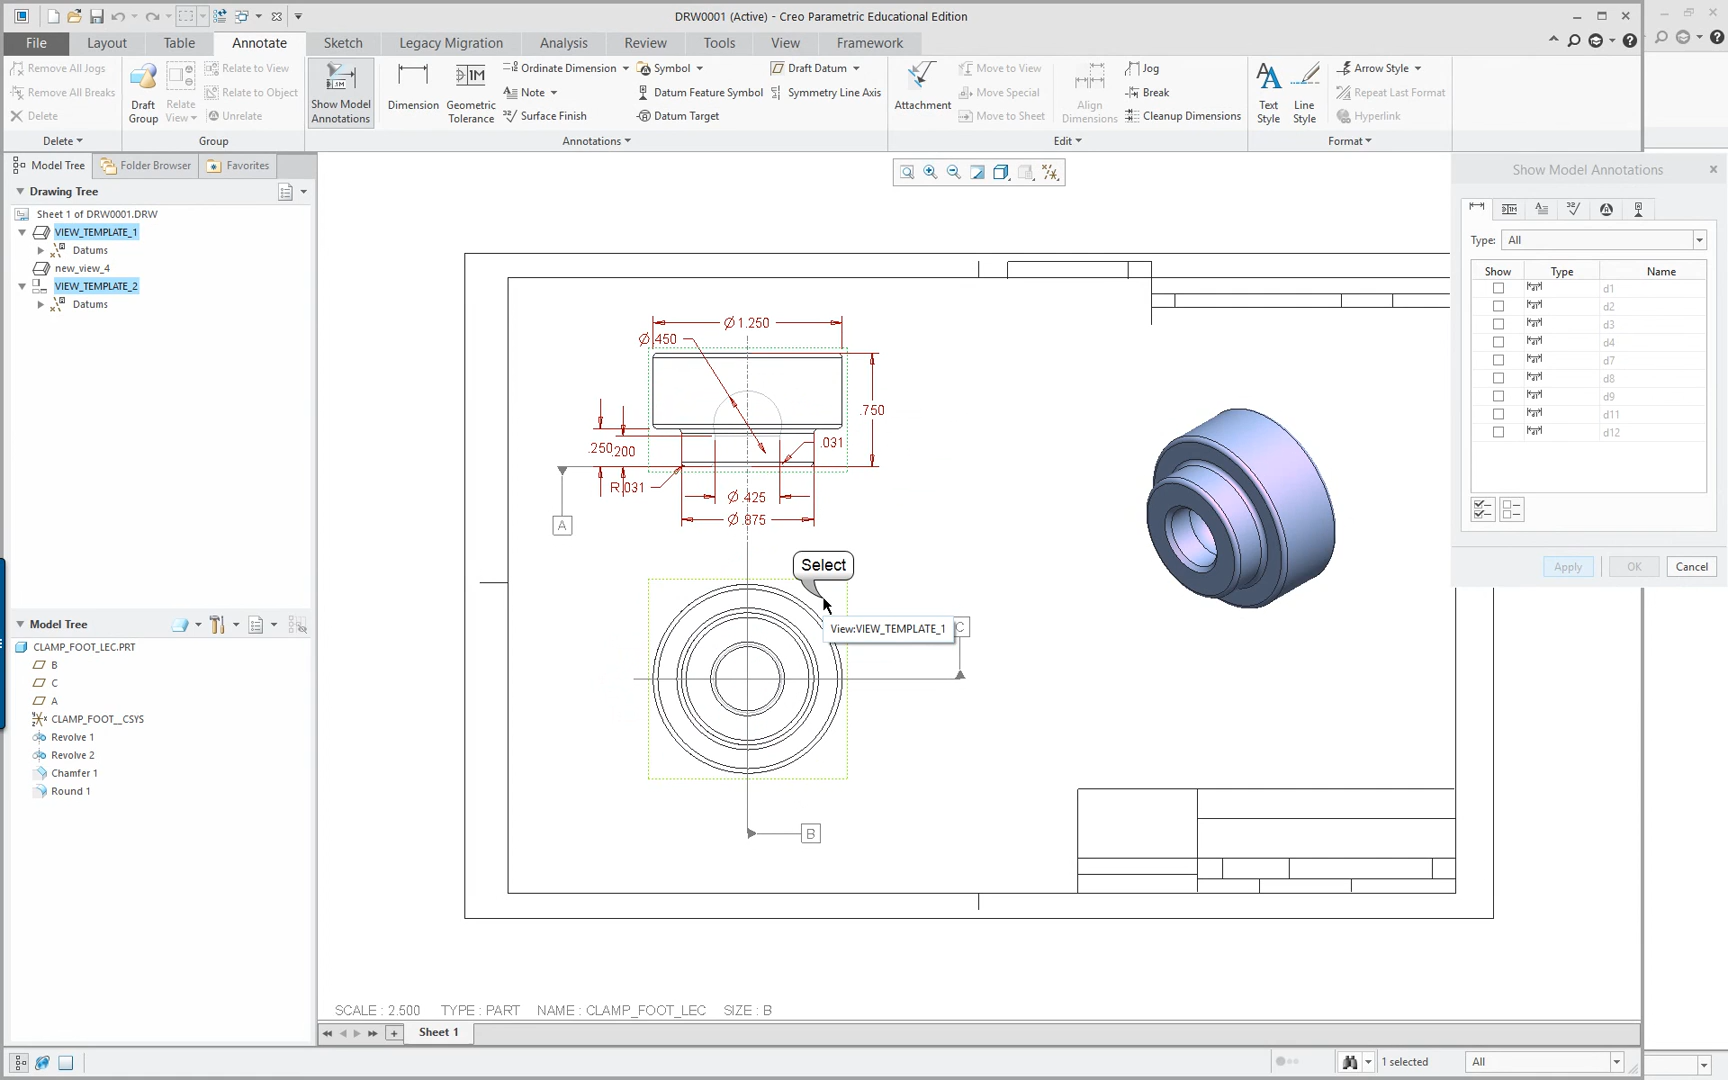 DRW0001 (Active) - Creo Parametric Educational Edition
File Layout Table Annotate Sketch Legacy Migration Analysis Review Tools View Framework
Remove All Jogs
Remove All Breaks
Delete
Delete
Draft Group
Relate View
Relate to View
Relate to Object
Unrelate
Group
Show Model Annotations
Dimension
Geometric Tolerance
Ordinate Dimension
Note
Surface Finish
Symbol
Datum Feature Symbol
Datum Target
Draft Datum
Symmetry Line Axis
Annotations
Attachment
Move to View
Move Special
Move to Sheet
Align Dimensions
Jog
Break
Cleanup Dimensions
Edit
Text Style
Line Style
Arrow Style
Repeat Last Format
Hyperlink
Format
Model Tree Folder Browser Favorites
Drawing Tree
Sheet 1 of DRW0001.DRW
VIEW_TEMPLATE_1
Datums
new_view_4
VIEW_TEMPLATE_2
Datums
Model Tree
CLAMP_FOOT_LEC.PRT
B
C
A
CLAMP_FOOT__CSYS
Revolve 1
Revolve 2
Chamfer 1
Round 1
Ø1.250
Ø.450
.750
.250
.200
.031
R.031
Ø.425
Ø.875
A
Select
View:VIEW_TEMPLATE_1
C
B
Show Model Annotations
Type: All
Show Type Name
d1
d2
d3
d4
d7
d8
d9
d11
d12
Apply OK Cancel
SCALE : 2.500 TYPE : PART NAME : CLAMP_FOOT_LEC SIZE : B
Sheet 1
1 selected All